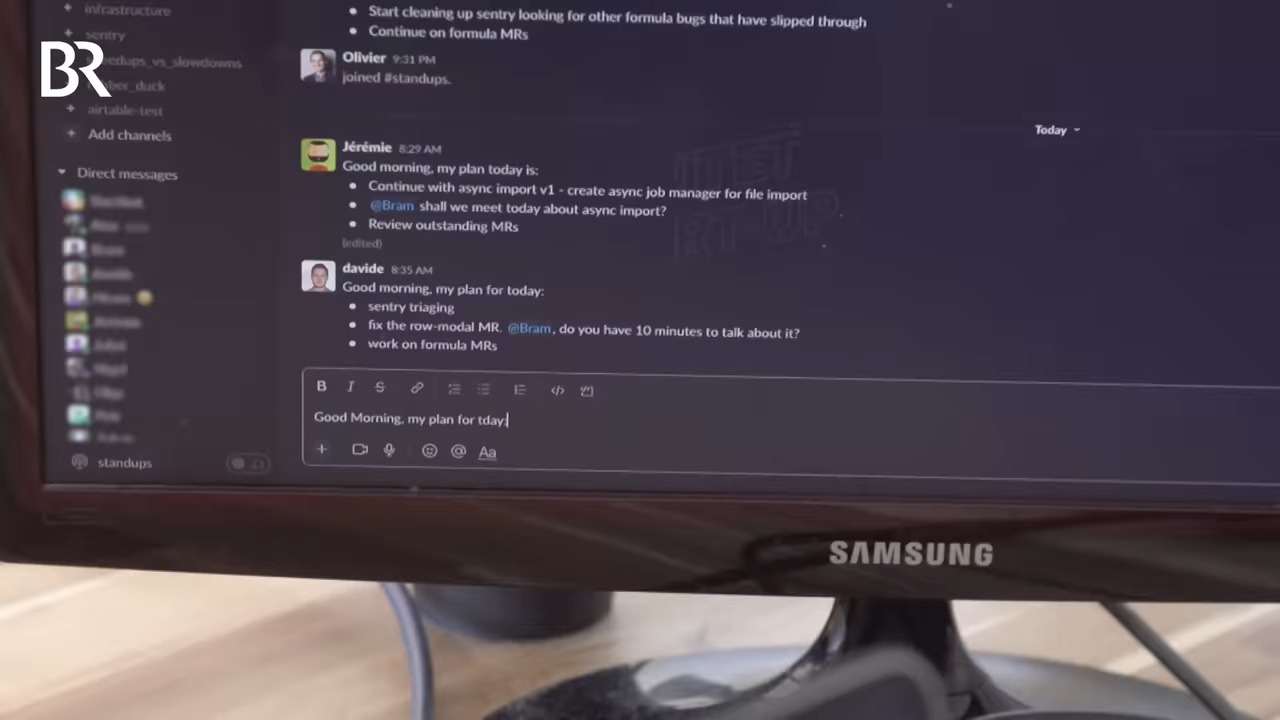 infrastructure
sentry
eedups_vs_slowdowns
ber_duck
airtable-test
Add channels
Direct messages
standups
BR
Start cleaning up sentry looking for other formula bugs that have slipped through
Continue on formula MRs
Olivier 9:31 PM
joined #standups.
Today
Jérémie 8:29 AM
Good morning, my plan today is:
Continue with async import v1 - create async job manager for file import
@Bram shall we meet today about async import?
Review outstanding MRs
(edited)
davide 8:35 AM
Good morning, my plan for today:
sentry triaging
fix the row-modal MR. @Bram, do you have 10 minutes to talk about it?
work on formula MRs
B I S
Good Morning, my plan for tday:
Aa
SAMSUNG